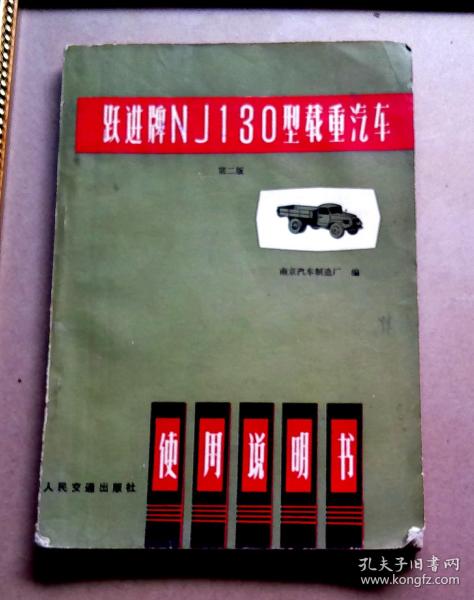 跃进牌NJ130型载重汽车
第二版
南京汽车制造厂 编
使用说明书
人民交通出版社
孔夫子旧书网
www.kongfz.com